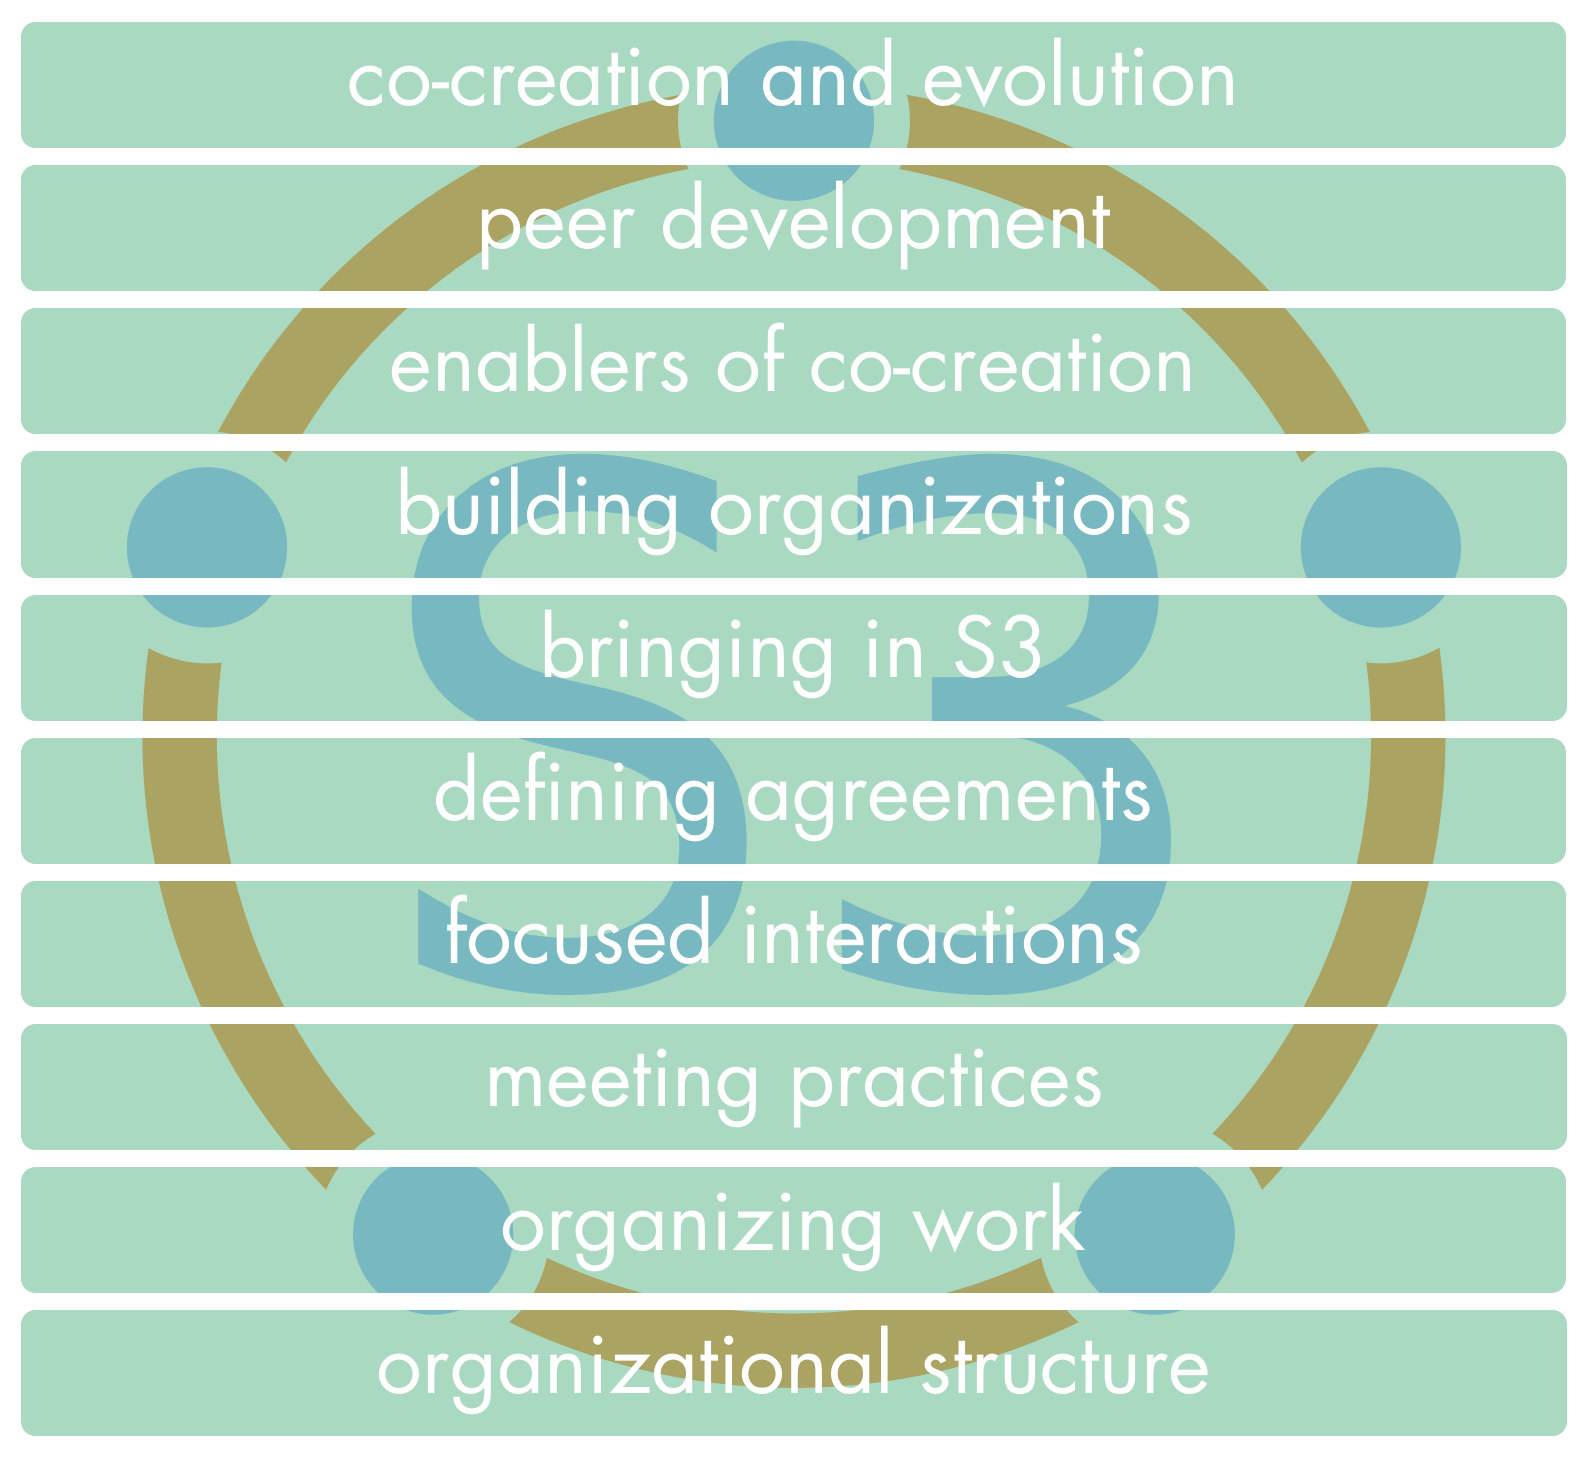 co-creation and evolution
peer development
enablers of co-creation
building organizations
bringing in S3
defining agreements
focused interactions
meeting practices
organizing work
organizational structure
S3